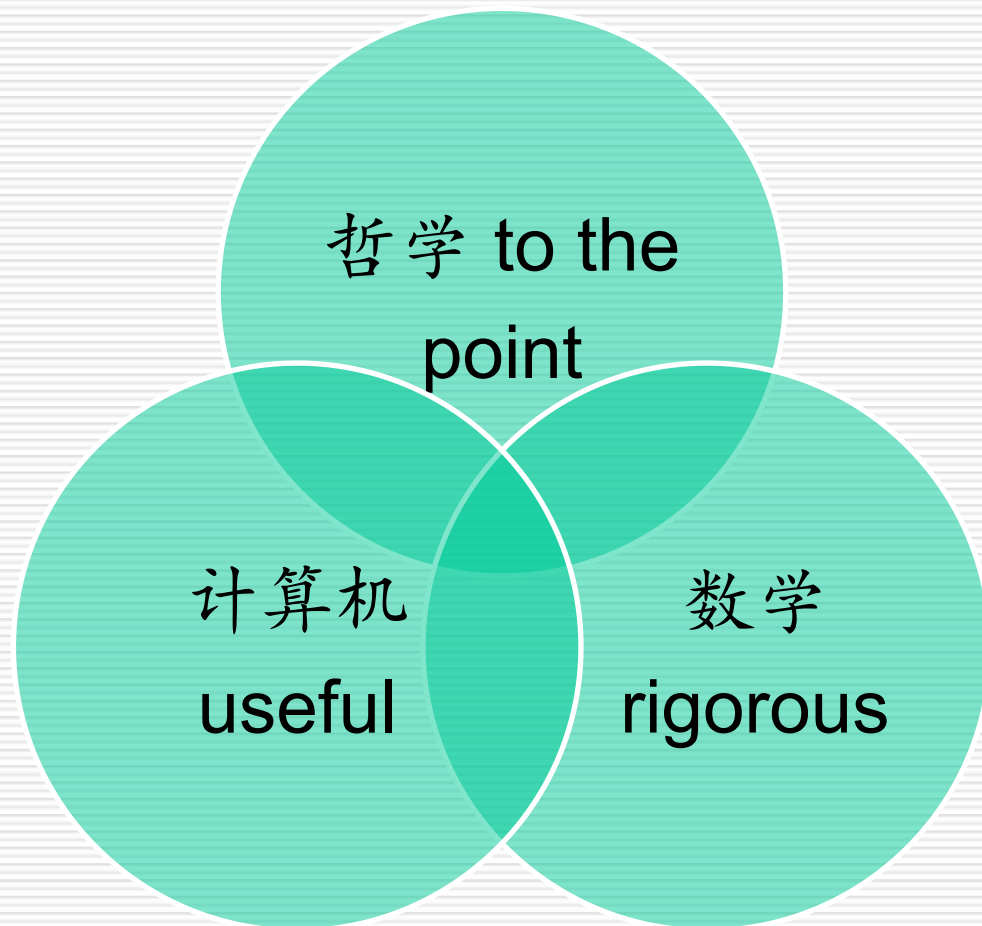 哲学 to the
point
计算机
useful
数学
rigorous